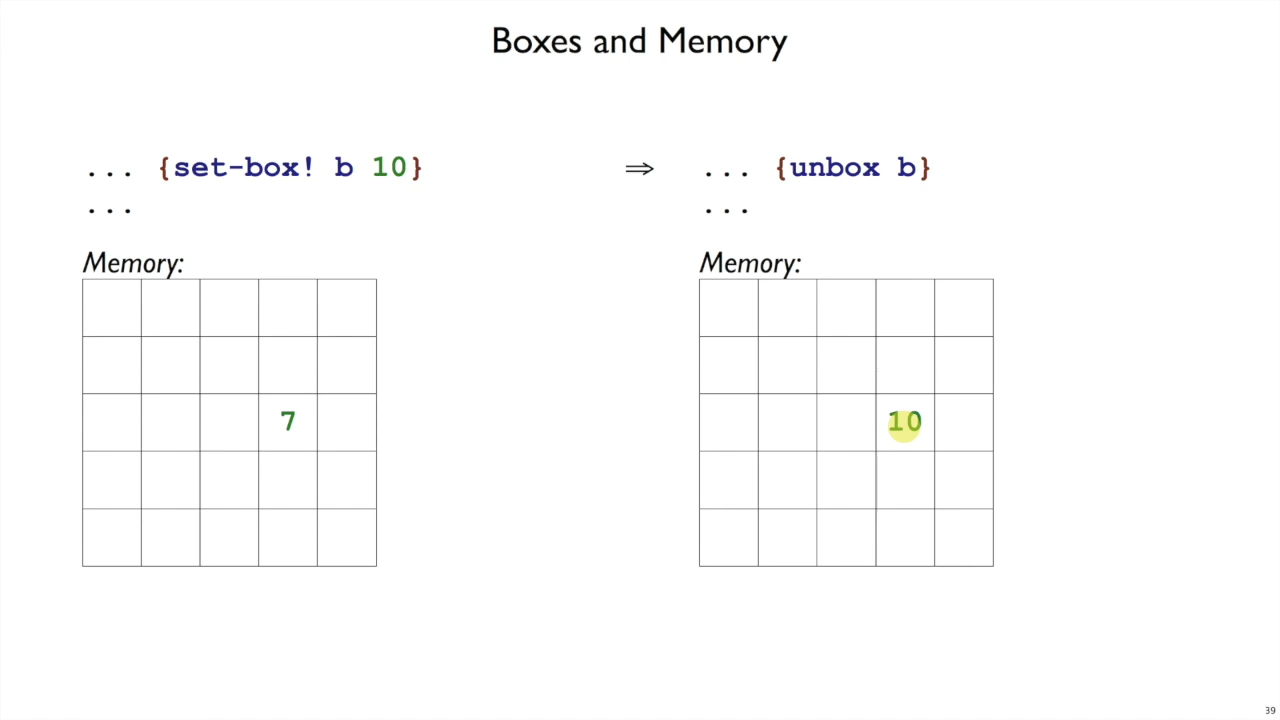 Boxes and Memory
... {set-box! b 10}
...
⇒
... {unbox b}
...
Memory:
7
Memory:
10
39